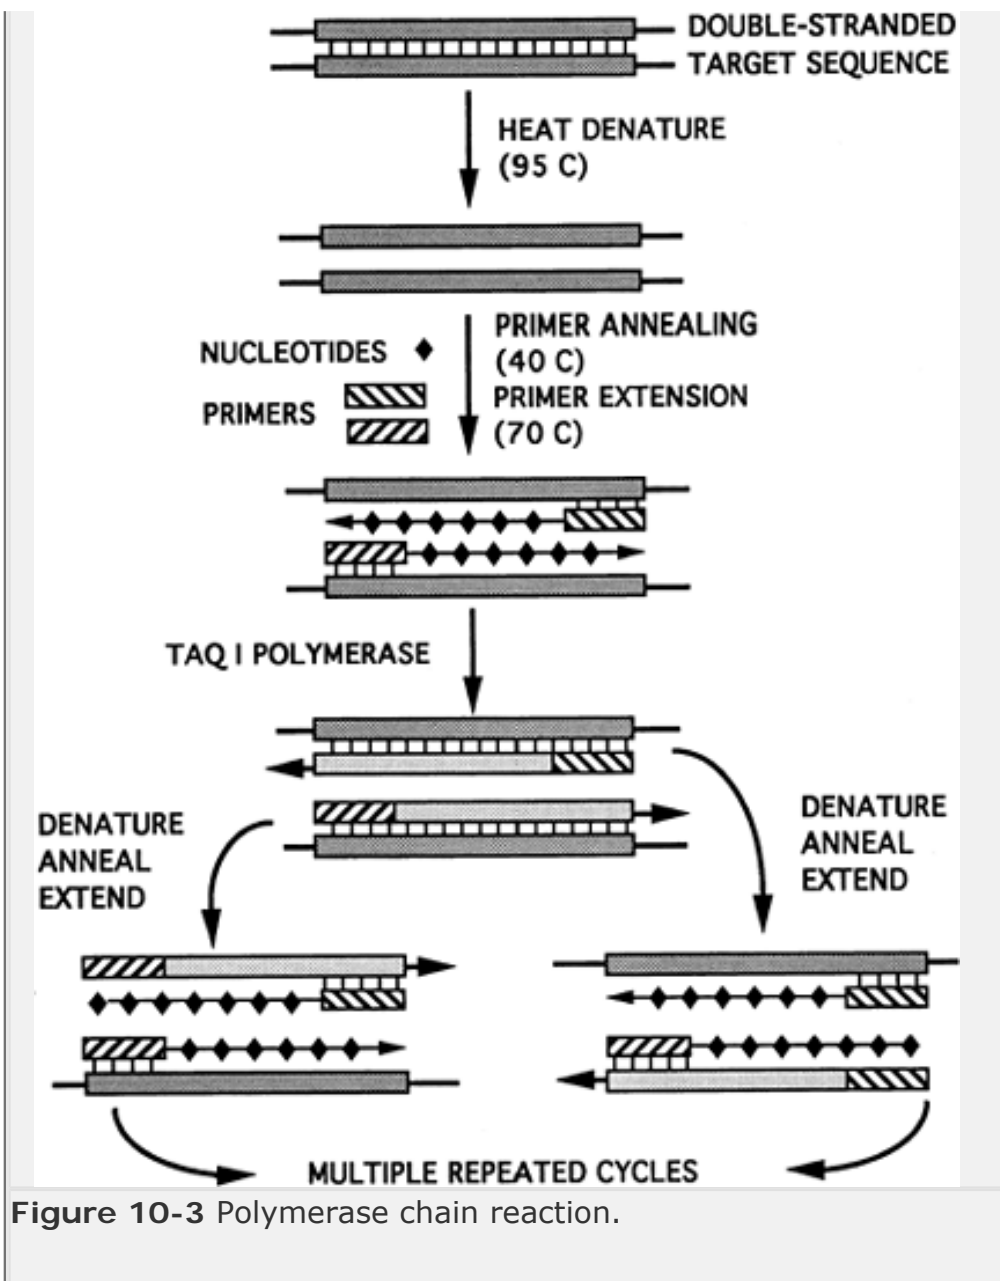 DOUBLE-STRANDED
TARGET SEQUENCE
HEAT DENATURE
(95 C)
NUCLEOTIDES
PRIMERS
PRIMER ANNEALING
(40 C)
PRIMER EXTENSION
(70 C)
TAQ I POLYMERASE
DENATURE
ANNEAL
EXTEND
DENATURE
ANNEAL
EXTEND
MULTIPLE REPEATED CYCLES
Figure 10-3 Polymerase chain reaction.